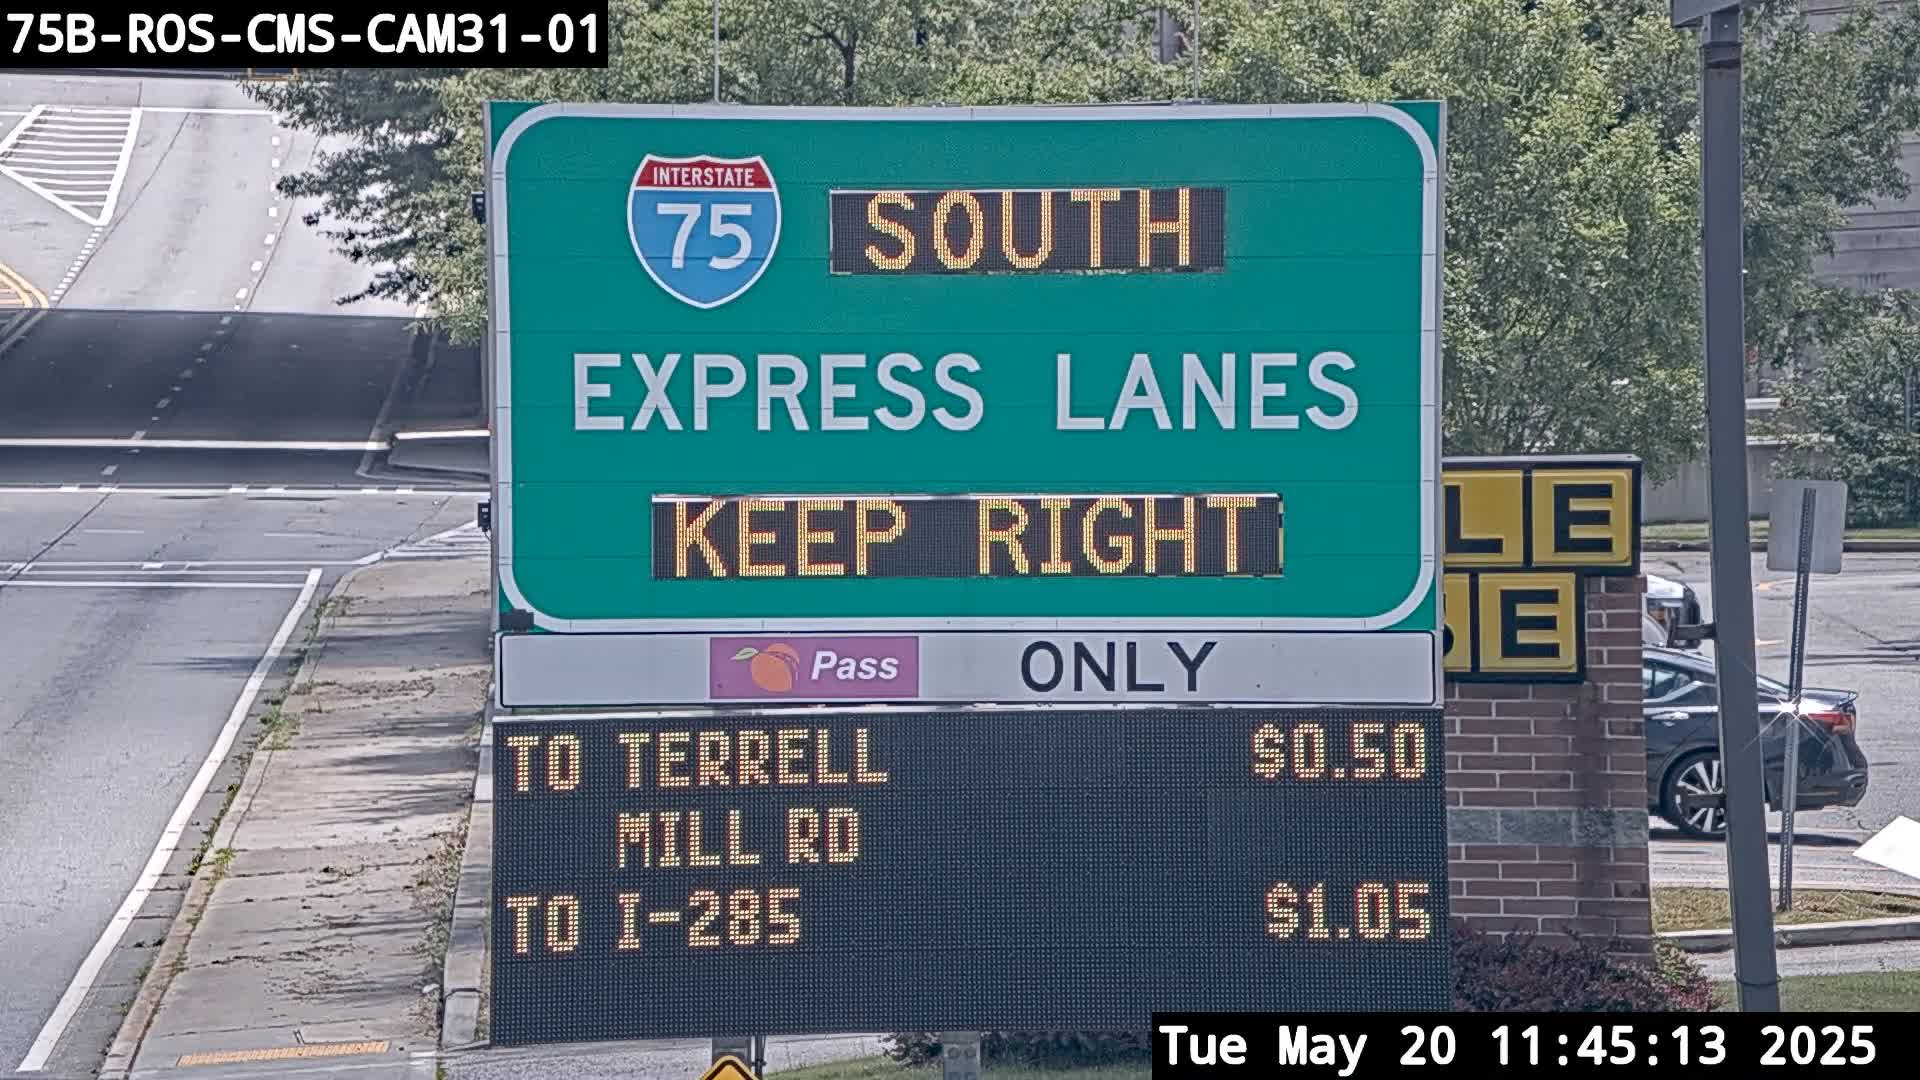 75B-ROS-CMS-CAM31-01
INTERSTATE
75
SOUTH
EXPRESS LANES
KEEP RIGHT
Pass ONLY
TO TERRELL $0.50
MILL RD
TO I-285 $1.05
LE
E
Tue May 20 11:45:13 2025